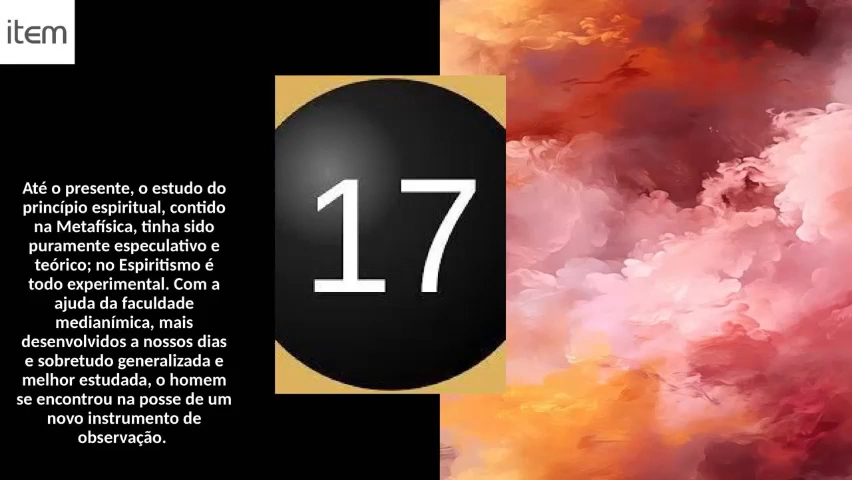 item
17
Até o presente, o estudo do
princípio espiritual, contido
na Metafísica, tinha sido
puramente especulativo e
teórico; no Espiritismo é
todo experimental. Com a
ajuda da faculdade
medianímica, mais
desenvolvidos a nossos dias
e sobretudo generalizada e
melhor estudada, o homem
se encontrou na posse de um
novo instrumento de
observação.